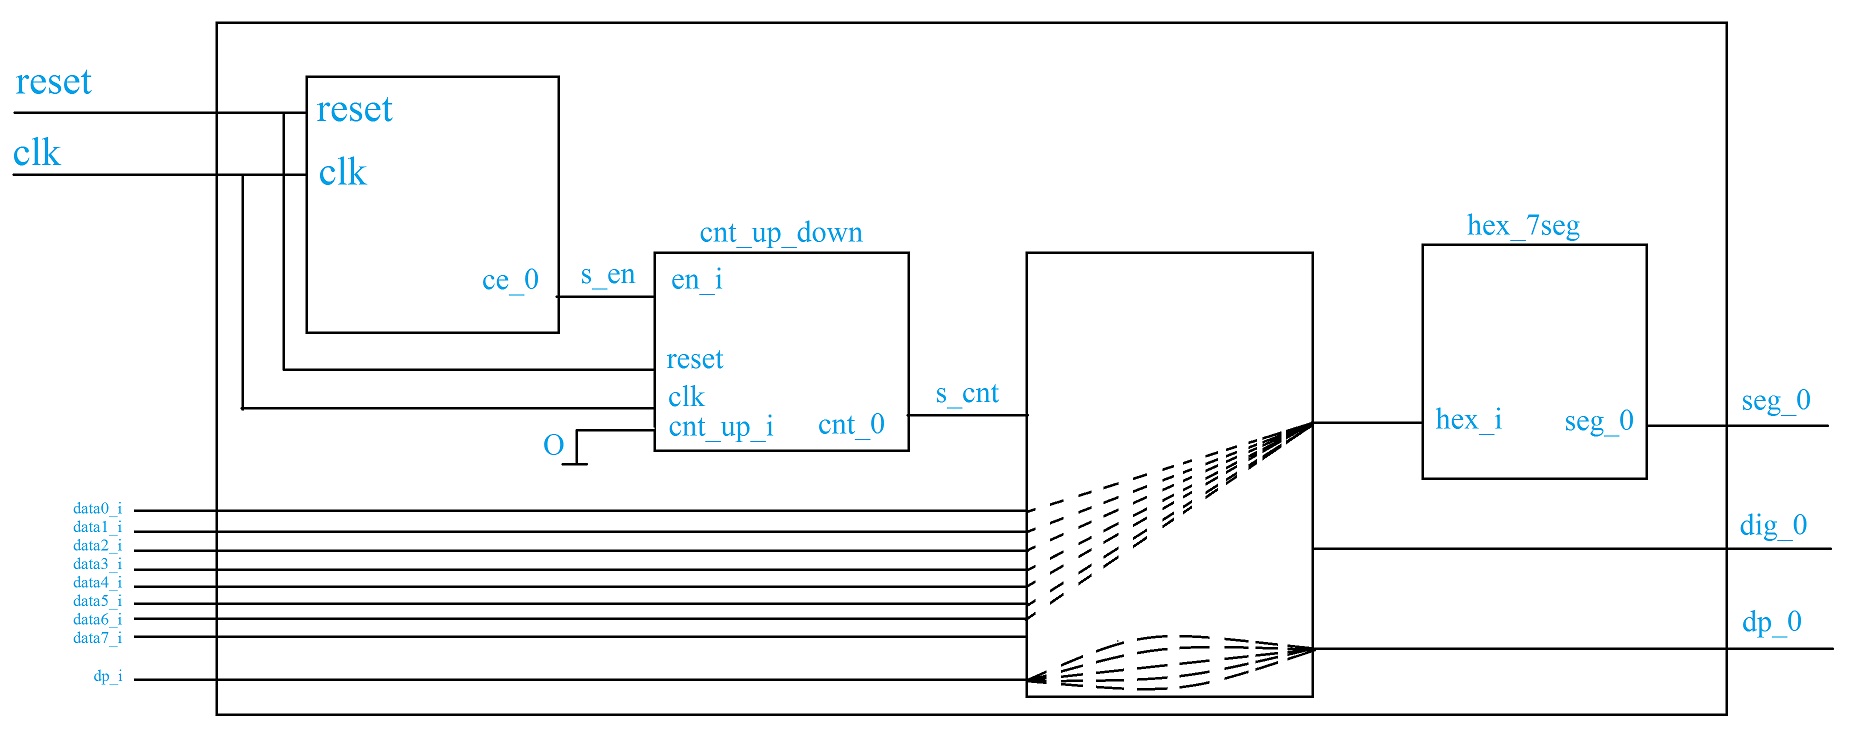 reset
reset
clk
clk
cnt_up_down
hex_7seg
ce_0
s_en
en_i
reset
clk
s_cnt
cnt_up_i
cnt_0
O
hex_i
seg_0
seg_0
data0_i
data1_i
data2_i
data3_i
data4_i
data5_i
data6_i
data7_i
dig_0
dp_0
dp_i